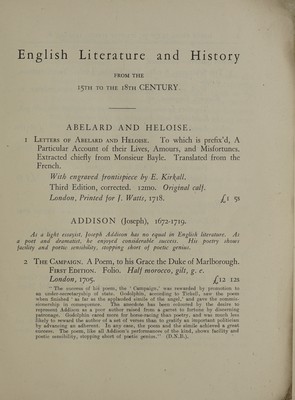 English Literature and History
FROM THE
15TH TO THE 18TH CENTURY.
ABELARD AND HELOISE.
1 LETTERS OF ABELARD AND HELOISE. To which is prefix'd, A
Particular Account of their Lives, Amours, and Misfortunes.
Extracted chiefly from Monsieur Bayle. Translated from the
French.
With engraved frontispiece by E. Kirkall.
Third Edition, corrected. 12mo. Original calf.
London, Printed for J. Watts, 1718. £1 5s
ADDISON (Joseph), 1672-1719.
As a light essayist, Joseph Addison has no equal in English literature. As
a poet and dramatist, he enjoyed considerable success. His poetry shows
facility and poetic sensibility, stopping short of poetic genius.
2 THE CAMPAIGN. A Poem, to his Grace the Duke of Marlborough.
FIRST EDITION. Folio. Half morocco, gilt, g. e.
London, 1705. £12 12s
"The success of his poem, the 'Campaign,' was rewarded by promotion to
an under-secretaryship of state. Godolphin, according to Tickell, saw the poem
when finished 'as far as the applauded simile of the angel,' and gave the commis-
sionership in consequence. The anecdote has been coloured by the desire to
represent Addison as a poor author raised from a garret to fortune by discerning
patronage. Godolphin cared more for horse-racing than poetry, and was much less
likely to reward the author of a set of verses than to gratify an important politician
by advancing an adherent. In any case, the poem and the simile achieved a great
success. The poem, like all Addison's performances of the kind, shows facility and
poetic sensibility, stopping short of poetic genius." (D.N.B.).